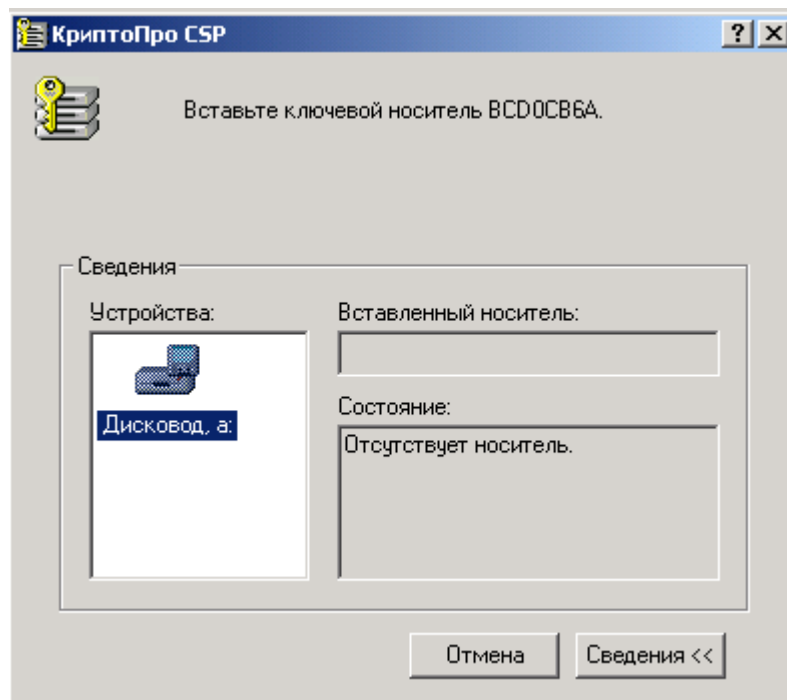 КриптоПро CSP
Вставьте ключевой носитель BCD0CB6A.
Сведения
Устройства:
Вставленный носитель:
Дисковод, a:
Состояние:
Отсутствует носитель.
Отмена
Сведения <<